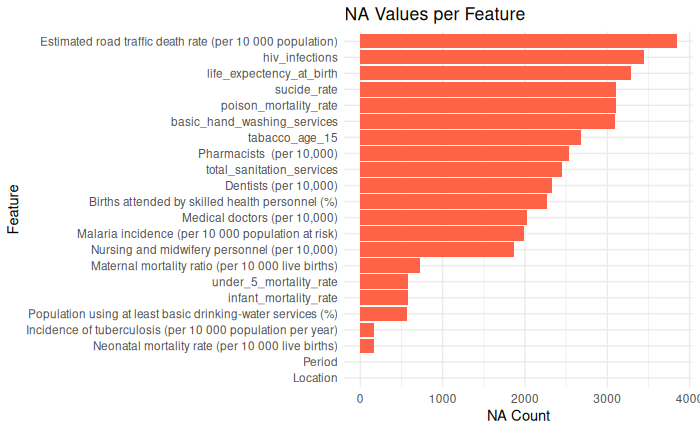 NA Values per Feature
Estimated road traffic death rate (per 10 000 population)
hiv_infections
life_expectency_at_birth
sucide_rate
poison_mortality_rate
basic_hand_washing_services
tabacco_age_15
Pharmacists  (per 10,000)
total_sanitation_services
Dentists (per 10,000)
Births attended by skilled health personnel (%)
Medical doctors (per 10,000)
Malaria incidence (per 10 000 population at risk)
Nursing and midwifery personnel (per 10,000)
Maternal mortality ratio (per 10 000 live births)
under_5_mortality_rate
infant_mortality_rate
Population using at least basic drinking-water services (%)
Incidence of tuberculosis (per 10 000 population per year)
Neonatal mortality rate (per 10 000 live births)
Period
Location
Feature
0 1000 2000 3000 4000
NA Count